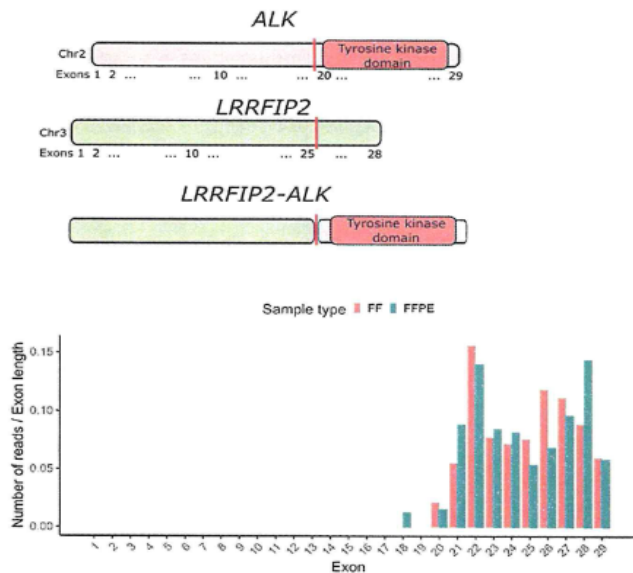 ALK
Chr2
Tyrosine kinase
domain
Exons 1 2 ... ... 10 ... ... 20 ... ... 29
LRRFIP2
Chr3
Exons 1 2 ... ... 10 ... ... 25 ... 28
LRRFIP2-ALK
Tyrosine kinase
domain
Sample type FF FFPE
Number of reads / Exon length
0.15
0.10
0.05
0.00
1 2 3 4 5 6 7 8 9 10 11 12 13 14 15 16 17 18 19 20 21 22 23 24 25 26 27 28 29
Exon